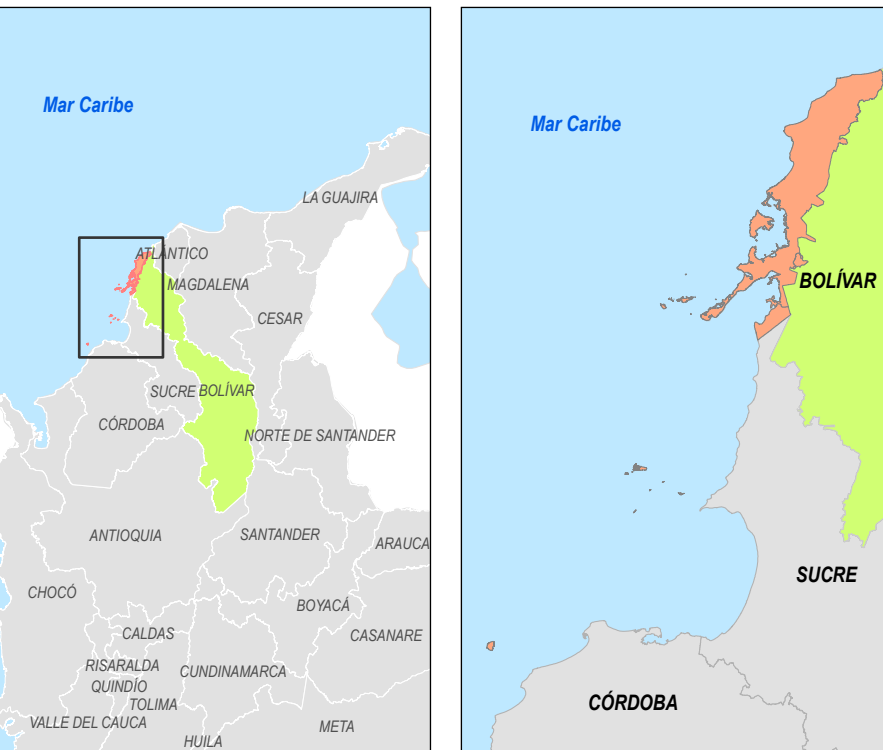 Mar Caribe
LA GUAJIRA
ATLÁNTICO
MAGDALENA
CESAR
SUCRE
BOLÍVAR
CÓRDOBA
NORTE DE SANTANDER
ANTIOQUIA
SANTANDER
ARAUCA
CHOCÓ
BOYACÁ
CALDAS
CASANARE
RISARALDA
CUNDINAMARCA
QUINDÍO
TOLIMA
VALLE DEL CAUCA
META
HUILA
Mar Caribe
BOLÍVAR
SUCRE
CÓRDOBA